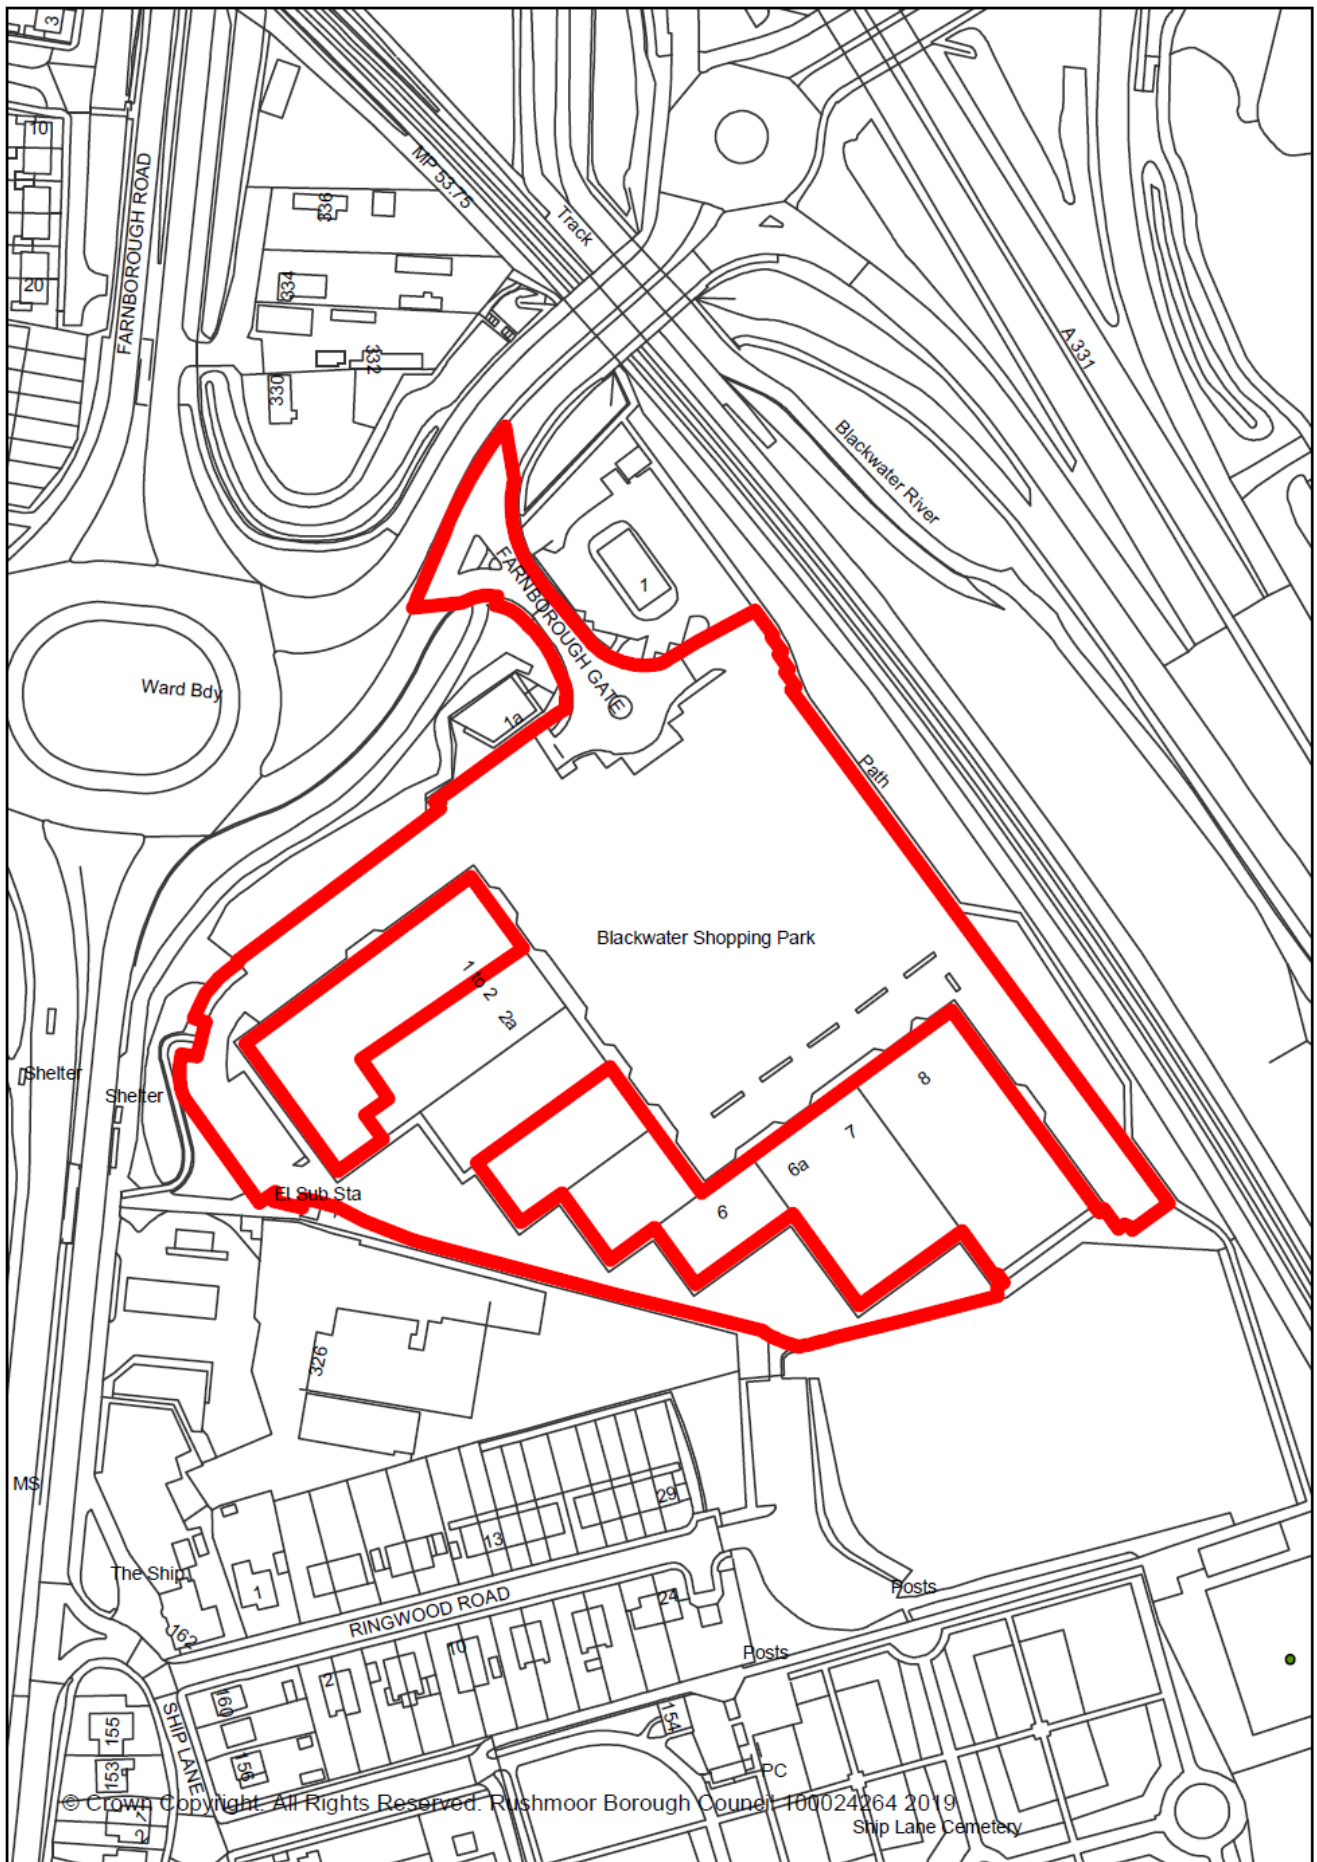 3
10
FARNBOROUGH ROAD
20
MP 53.75
336
Track
334
332
330
A 331
Blackwater River
FARNBOROUGH GATE
1
Ward Bdy
1a
Path
Blackwater Shopping Park
1 to 2
2a
8
7
6a
6
Shelter
Shelter
El Sub Sta
326
MS
29
13
The Ship
1
RINGWOOD ROAD
24
Posts
162
10
Posts
2
160
154
SHIP LANE
155
156
153
PC
© Crown Copyright. All Rights Reserved. Rushmoor Borough Council 100024264 2019
Ship Lane Cemetery